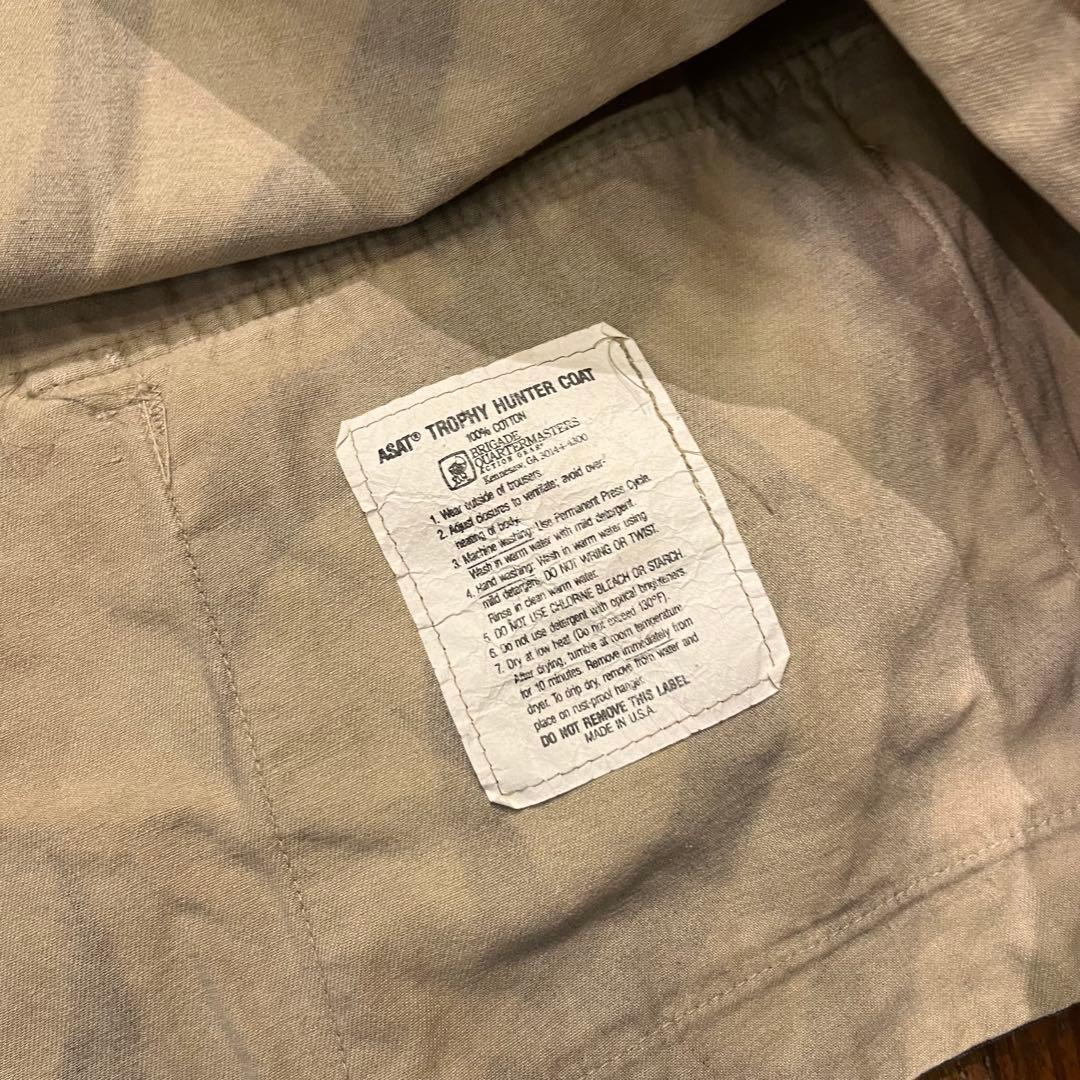 ASAT® TROPHY HUNTER COAT
100% COTTON
BRIGADE
QUARTERMASTERS
ACTION GEAR®
Kennesaw, GA 30144-4300
1. Wear outside of trousers.
2. Adjust closures to ventilate; avoid over-
heating of body.
3. Machine washing: Use Permanent Press Cycle.
Wash in warm water with mild detergent.
4. Hand washing: Wash in warm water using
mild detergent. DO NOT WRING OR TWIST.
Rinse in clean warm water.
5. DO NOT USE CHLORINE BLEACH OR STARCH
6. Do not use detergent with optical brighteners.
7. Dry at low heat (Do not exceed 130°F).
After drying, tumble at room temperature
for 10 minutes. Remove immediately from
dryer. To drip dry, remove from water and
place on rust-proof hanger.
DO NOT REMOVE THIS LABEL
MADE IN U.S.A.